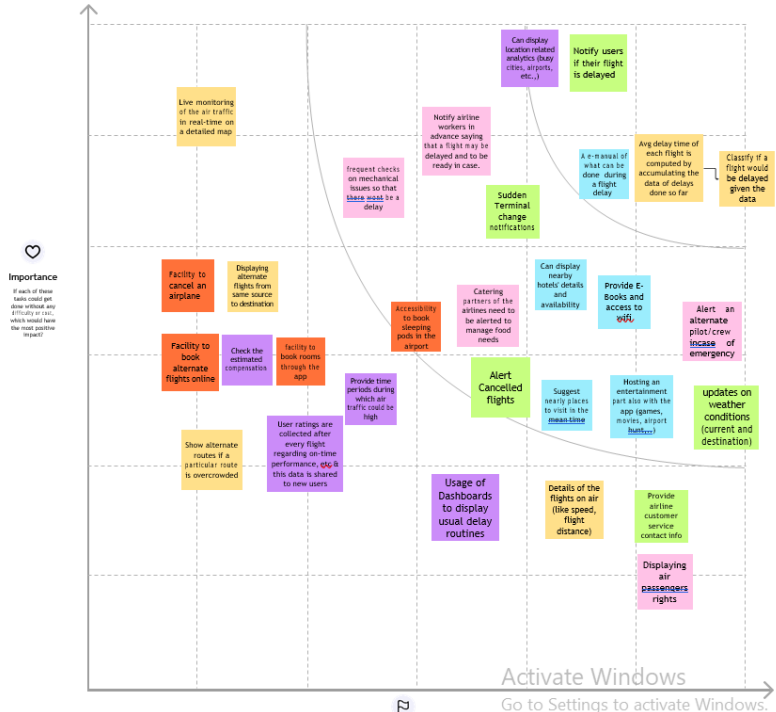 Can display
location related
analytics (busy
cities, airports,
etc.,)
Notify users
if their flight
is delayed
Live monitoring
of the air traffic
in real-time on
a detailed map
Notify airline
workers in
advance saying
that a flight may be
delayed and to be
ready in case.
frequent checks
on mechanical
issues so that
there wont be a
delay
A e-manual of
what can be
done during
a flight
delay
Avg delay time of
each flight is
computed by
accumulating the
data of delays
done so far
Classify if a
flight would
be delayed
given the
data
Sudden
Terminal
change
notifications
Importance
If each of these
tasks could get
done without any
difficulty or cost,
which would have
the most positive
impact?
Facility to
cancel an
airplane
Displaying
alternate
flights from
same source
to destination
Can display
nearby
hotels' details
and
availability
Provide E-
Books and
access to
wifi
Accessibility
to book
sleeping
pods in the
airport
Catering
partners of the
airlines need to
be alerted to
manage food
needs
Alert an
alternate
pilot/crew
incase of
emergency
Facility to
book
alternate
flights online
Check the
estimated
compensation
facility to
book rooms
through the
app
Provide time
periods during
which air
traffic could be
high
Alert
Cancelled
flights
Suggest
nearly places
to visit in the
mean time
Hosting an
entertainment
part also with the
app (games,
movies, airport
hunt,..)
updates on
weather
conditions
(current and
destination)
Show alternate
routes if a
particular route
is overcrowded
User ratings are
collected after
every flight
regarding on-time
performance, etc &
this data is shared
to new users
Usage of
Dashboards
to display
usual delay
routines
Details of the
flights on air
(like speed,
flight
distance)
Provide
airline
customer
service
contact info
Displaying
air
passengers
rights
Activate Windows
Go to Settings to activate Windows.